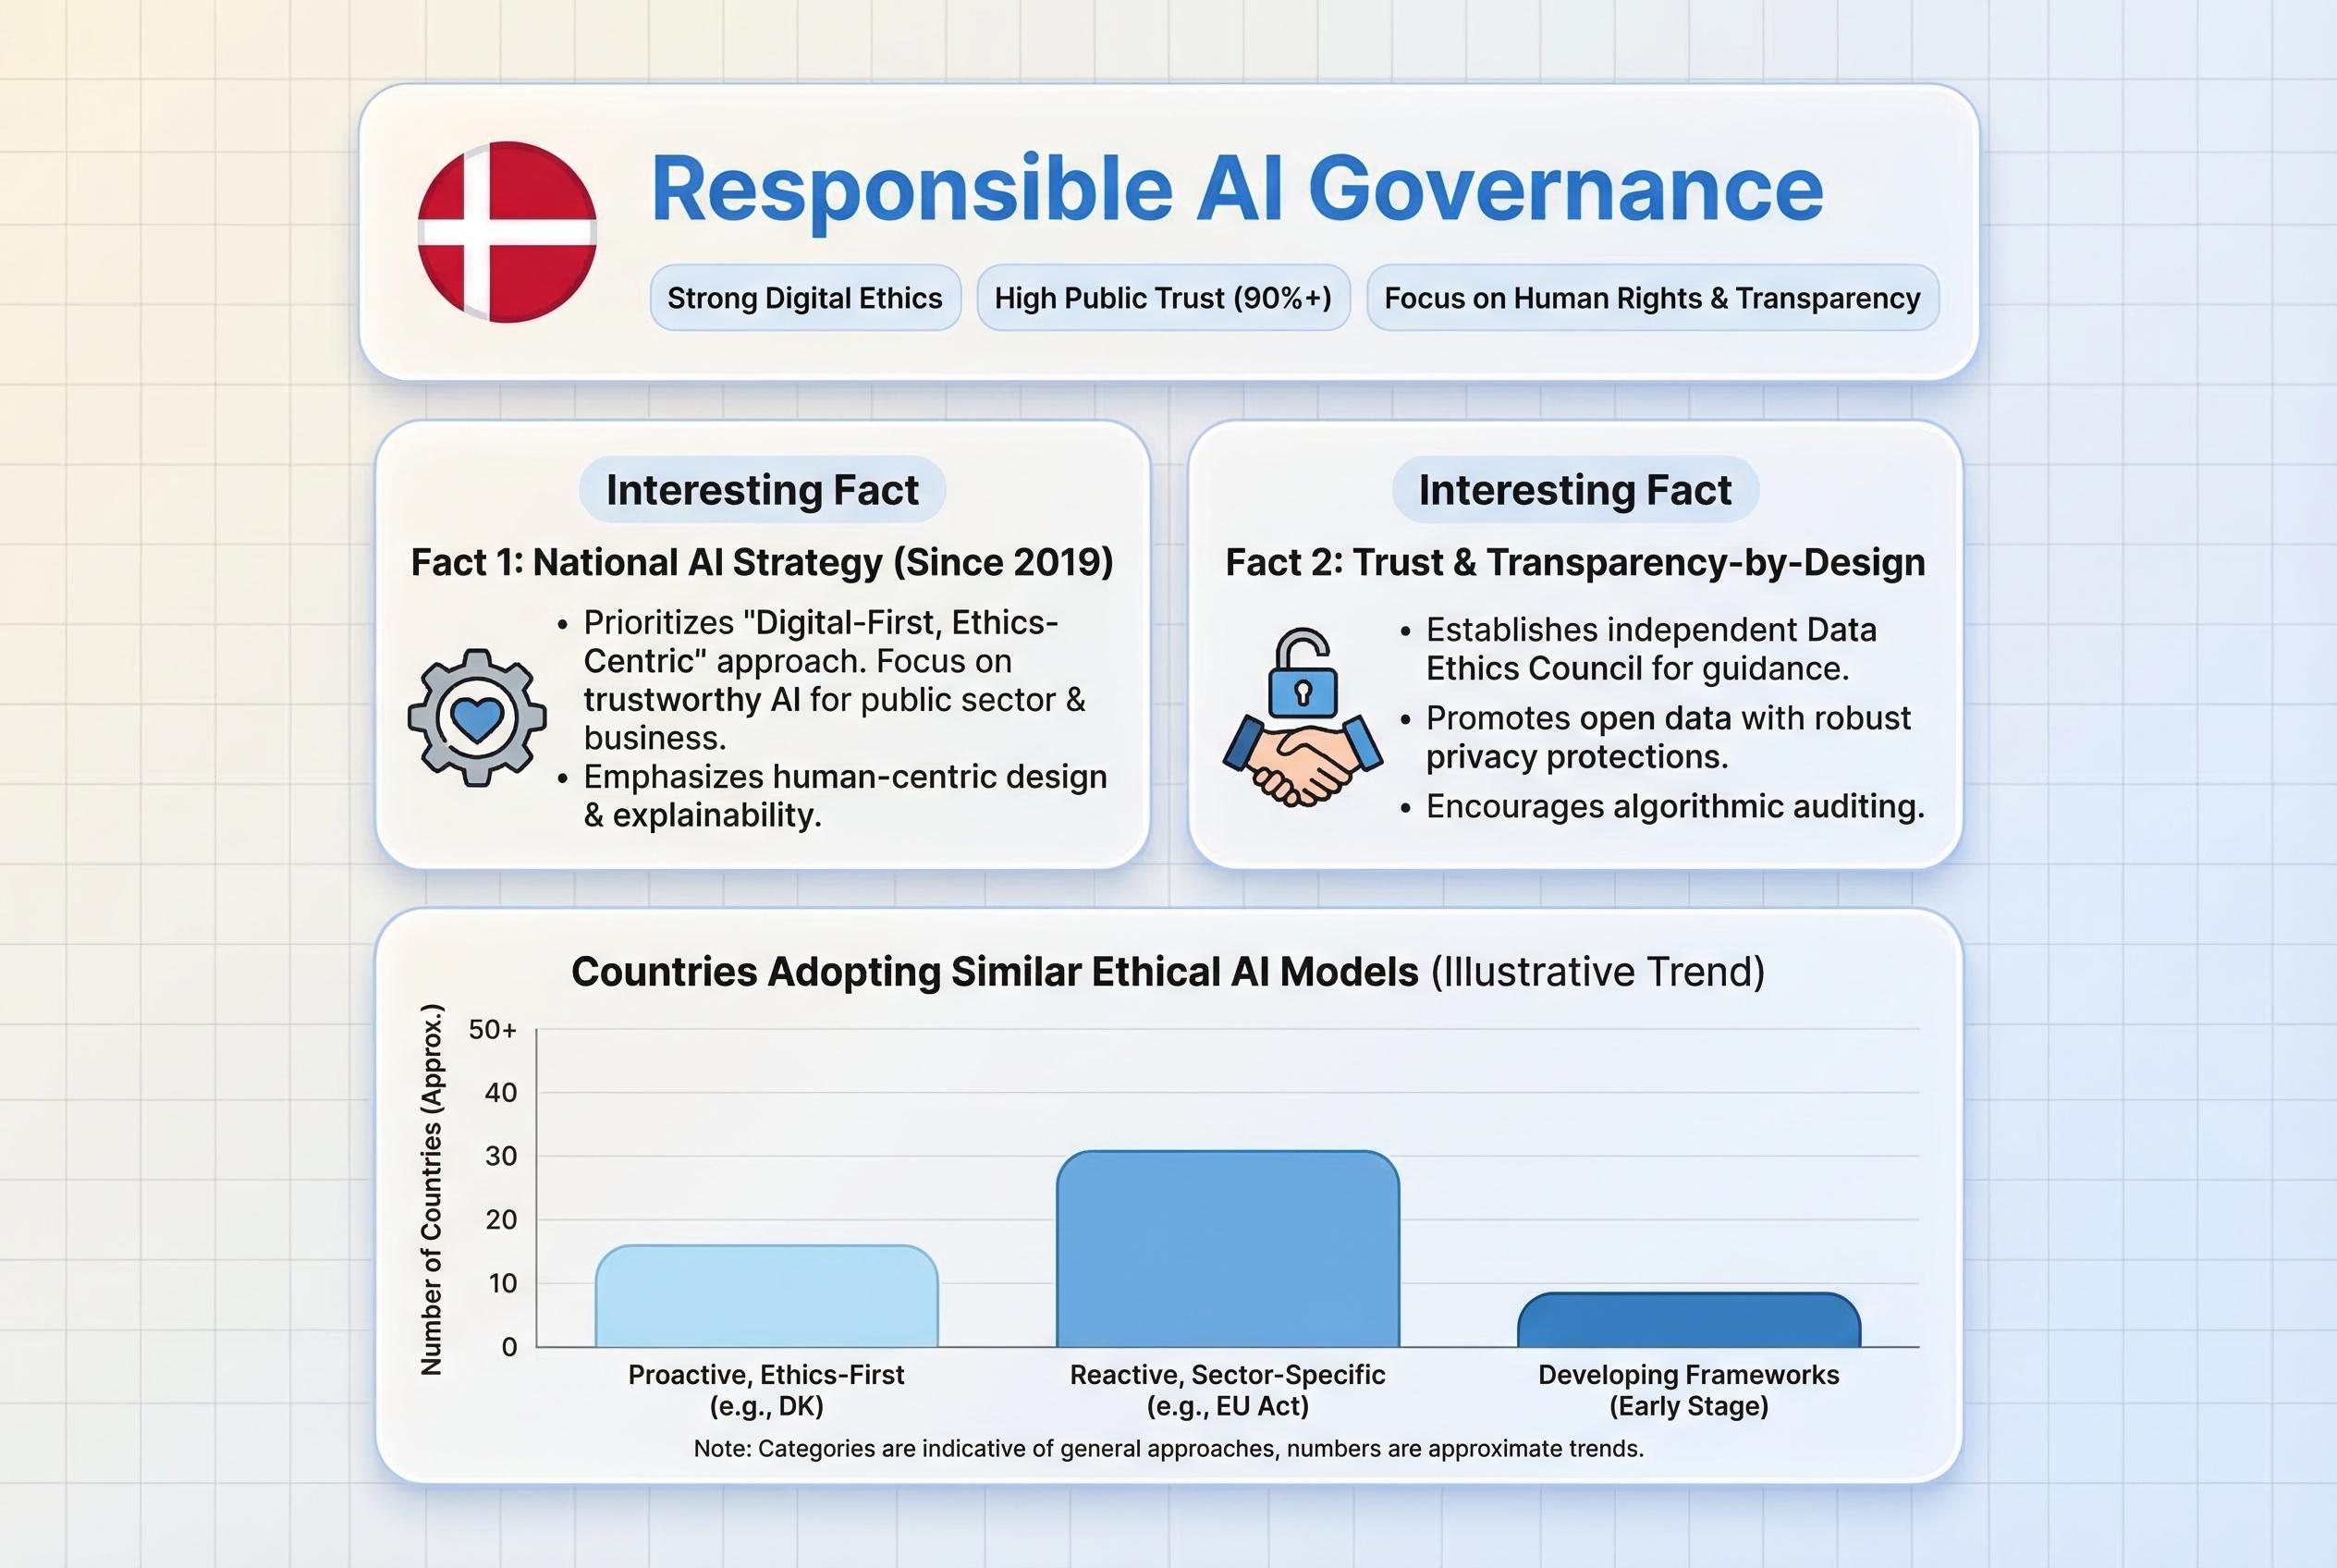 Responsible AI Governance
Strong Digital Ethics
High Public Trust (90%+)
Focus on Human Rights & Transparency
Interesting Fact
Fact 1: National AI Strategy (Since 2019)
• Prioritizes "Digital-First, Ethics-
Centric" approach. Focus on
trustworthy AI for public sector &
business.
• Emphasizes human-centric design
& explainability.
Interesting Fact
Fact 2: Trust & Transparency-by-Design
• Establishes independent Data
Ethics Council for guidance.
• Promotes open data with robust
privacy protections.
• Encourages algorithmic auditing.
Countries Adopting Similar Ethical AI Models (Illustrative Trend)
Number of Countries (Approx.)
50+
40
30
20
10
0
Proactive, Ethics-First
(e.g., DK)
Reactive, Sector-Specific
(e.g., EU Act)
Developing Frameworks
(Early Stage)
Note: Categories are indicative of general approaches, numbers are approximate trends.